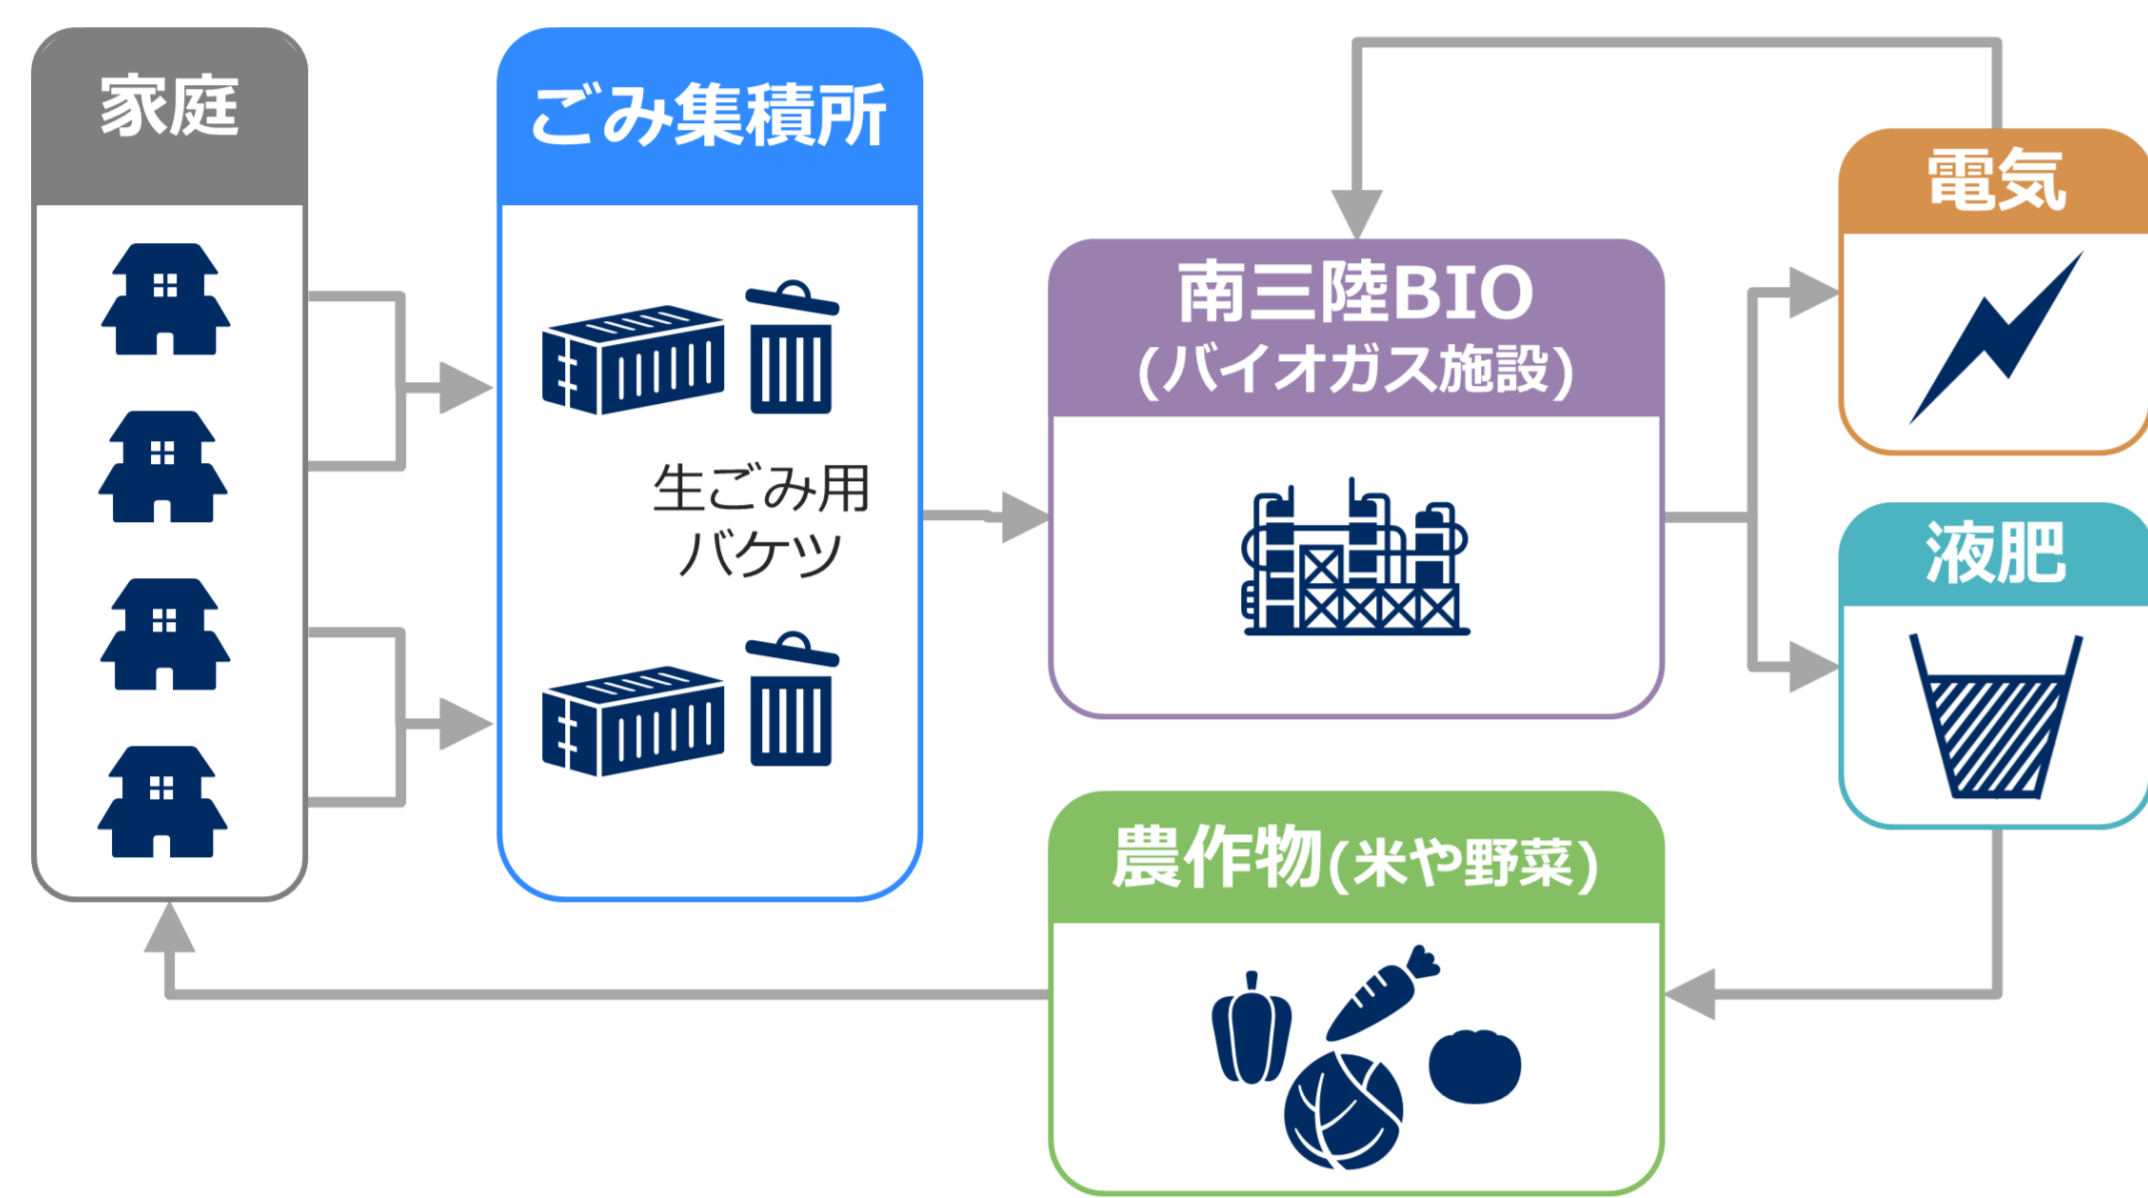 家庭
ごみ集積所
生ごみ用
バケツ
南三陸BIO
(バイオガス施設)
電気
液肥
農作物(米や野菜)